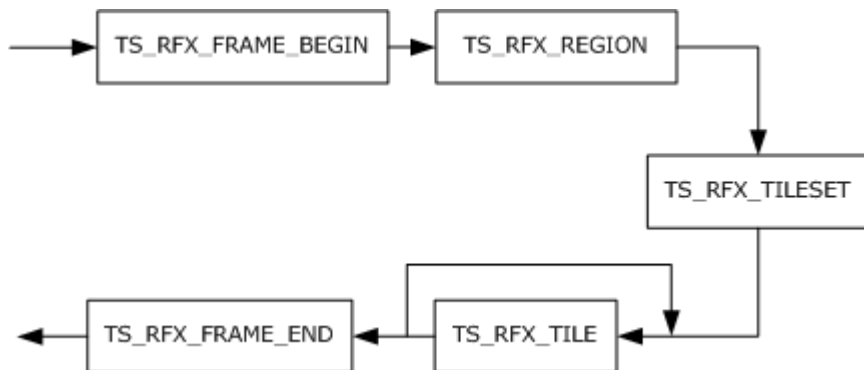 TS_RFX_FRAME_BEGIN
TS_RFX_REGION
TS_RFX_TILESET
TS_RFX_FRAME_END
TS_RFX_TILE